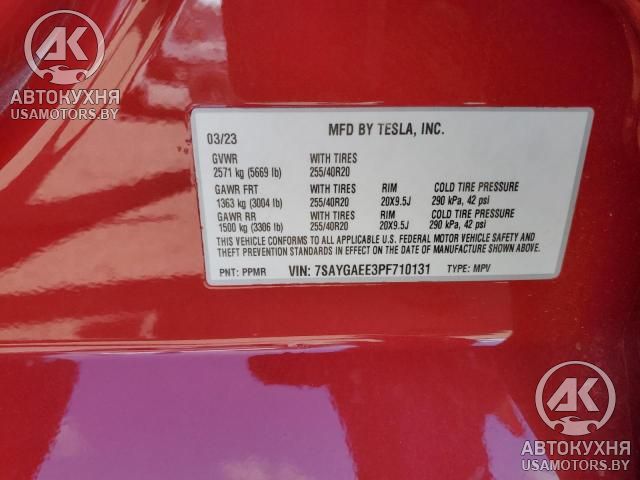 АК
АВТОКУХНЯ
USAMOTORS.BY
MFD BY TESLA, INC.
03/23
GVWR WITH TIRES
2571 kg (5669 lb) 255/40R20
GAWR FRT WITH TIRES RIM COLD TIRE PRESSURE
1363 kg (3004 lb) 255/40R20 20X9.5J 290 kPa, 42 psi
GAWR RR WITH TIRES RIM COLD TIRE PRESSURE
1500 kg (3306 lb) 255/40R20 20X9.5J 290 kPa, 42 psi
THIS VEHICLE CONFORMS TO ALL APPLICABLE U.S. FEDERAL MOTOR VEHICLE SAFETY AND
THEFT PREVENTION STANDARDS IN EFFECT ON THE DATE OF MANUFACTURE SHOWN ABOVE.
PNT: PPMR VIN: 7SAYGAEE3PF710131 TYPE: MPV
АК
АВТОКУХНЯ
USAMOTORS.BY